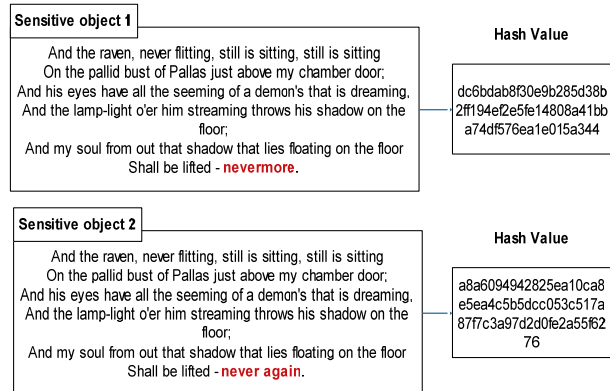 Sensitive object 1
And the raven, never flitting, still is sitting, still is sitting
On the pallid bust of Pallas just above my chamber door;
And his eyes have all the seeming of a demon's that is dreaming,
And the lamp-light o'er him streaming throws his shadow on the
floor;
And my soul from out that shadow that lies floating on the floor
Shall be lifted - nevermore.
Hash Value
dc6bdab8f30e9b285d38b
2ff194ef2e5fe14808a41bb
a74df576ea1e015a344
Sensitive object 2
And the raven, never flitting, still is sitting, still is sitting
On the pallid bust of Pallas just above my chamber door;
And his eyes have all the seeming of a demon's that is dreaming,
And the lamp-light o'er him streaming throws his shadow on the
floor;
And my soul from out that shadow that lies floating on the floor
Shall be lifted - never again.
Hash Value
a8a6094942825ea10ca8
e5ea4c5b5dcc053c517a
87f7c3a97d2d0fe2a55f62
76